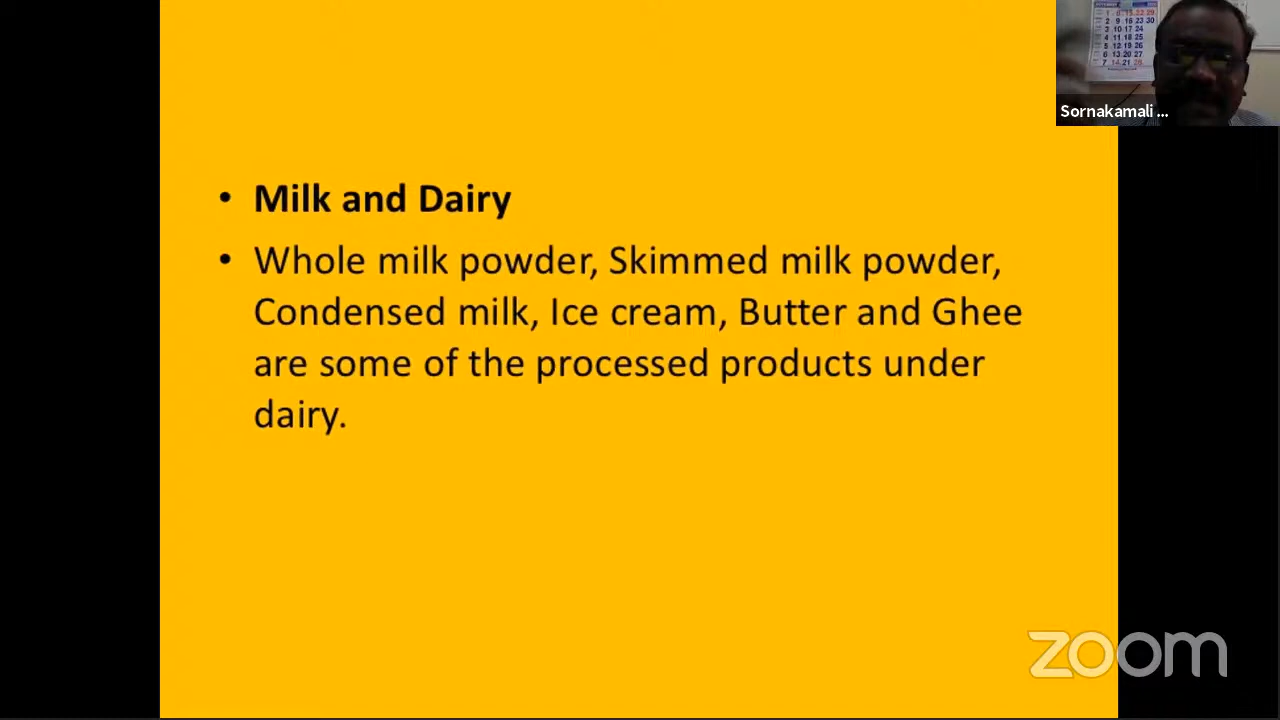 Sornakamali ...
• Milk and Dairy
• Whole milk powder, Skimmed milk powder,
Condensed milk, Ice cream, Butter and Ghee
are some of the processed products under
dairy.
zoom